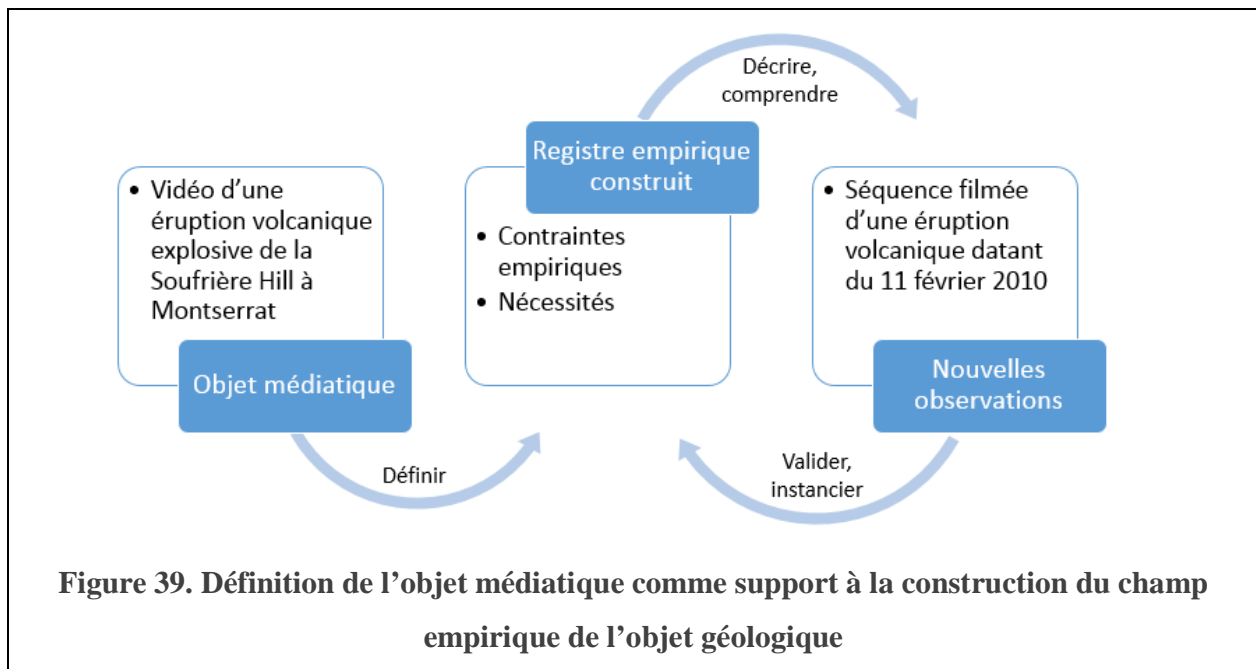 Décrire,
comprendre
Registre empirique
construit
• Vidéo d’une
éruption volcanique
explosive de la
Soufrière Hill à
Montserrat
Objet médiatique
• Contraintes
empiriques
• Nécessités
• Séquence filmée
d’une éruption
volcanique datant
du 11 février 2010
Nouvelles
observations
Définir
Valider,
instancier
Figure 39. Définition de l’objet médiatique comme support à la construction du champ
empirique de l’objet géologique